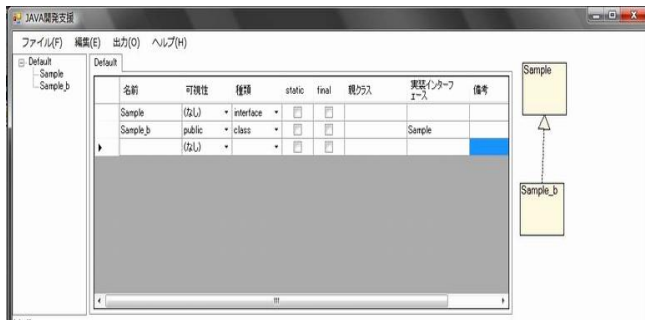 JAVA開発支援
ファイル(F) 編集(E) 出力(O) ヘルプ(H)
Default
Sample
Sample_b
Default
名前 可視性 種類 static final 親クラス 実装インターフェース 備考
Sample (なし) interface
Sample_b public class Sample
(なし)
Sample
Sample_b